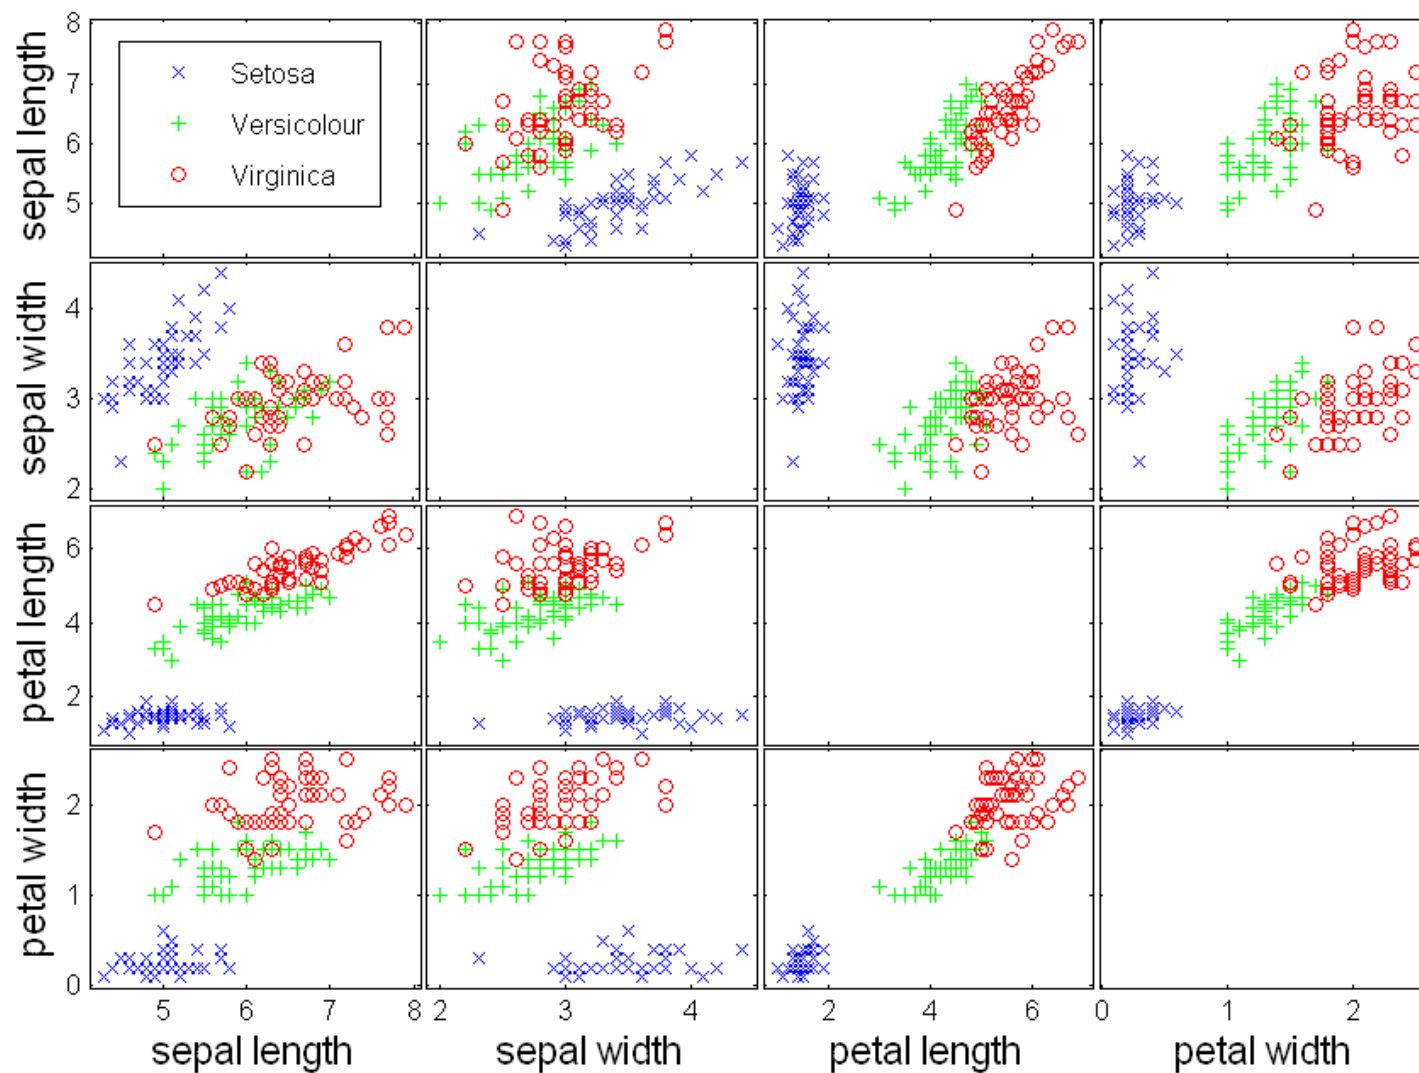 8
7
6
5
sepal length
Setosa
Versicolour
Virginica
4
3
2
sepal width
6
4
2
petal length
2
1
0
petal width
5 6 7 8 2 3 4 2 4 6 0 1 2
sepal length sepal width petal length petal width